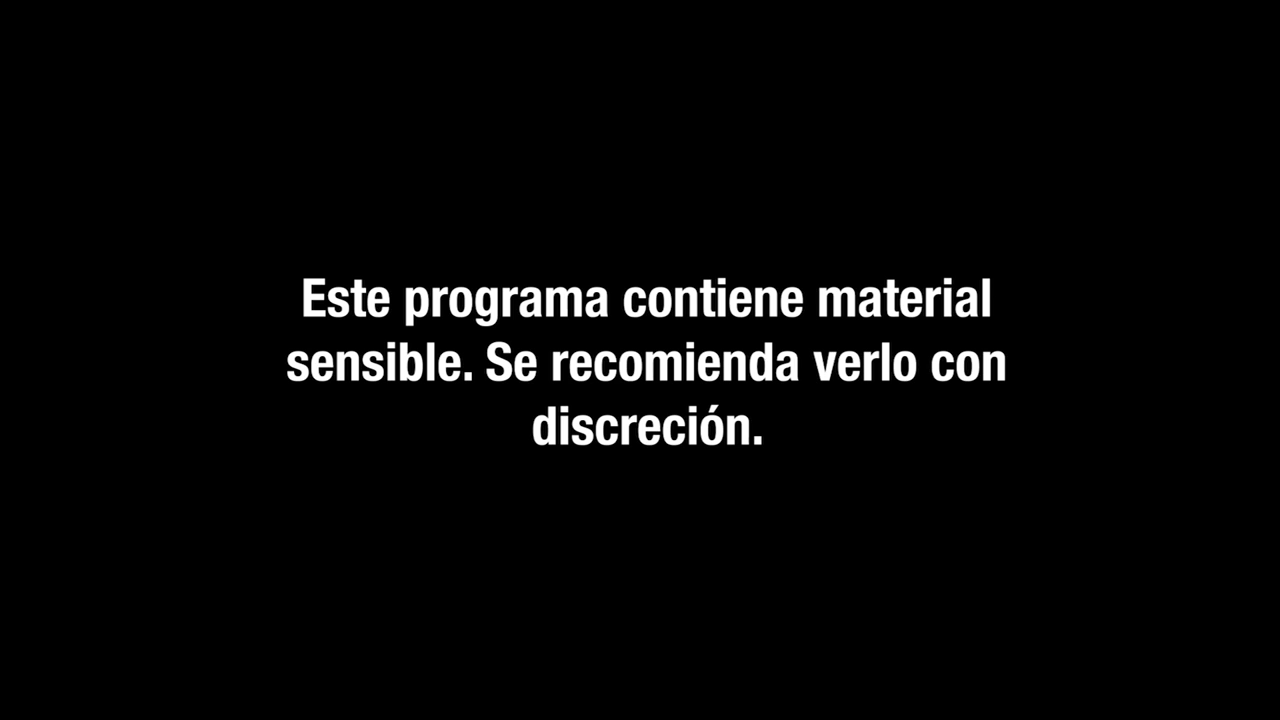 Este programa contiene material
sensible. Se recomienda verlo con
discreción.